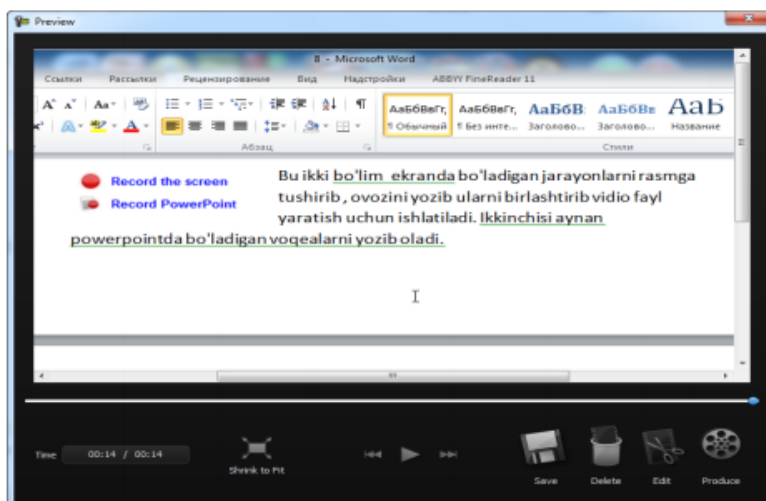 Preview
8 - Microsoft Word
Ссылки Рассылки Рецензирование Вид Надстройки ABBYY FineReader 11
АаБбВвГг, АаБбВвГг, АаБбВ АаБбВв АаЬ
¶ Обычный ¶ Без инте... Заголово... Заголово... Название
Абзац Стили
Record the screen
Record PowerPoint
Bu ikki bo'lim ekranda bo'ladigan jarayonlarni rasmga
tushirib , ovozini yozib ularni birlashtirib vidio fayl
yaratish uchun ishlatiladi. Ikkinchisi aynan
powerpointda bo'ladigan voqealarni yozib oladi.
Time 00:14 / 00:14
Shrink to Fit
Save Delete Edit Produce